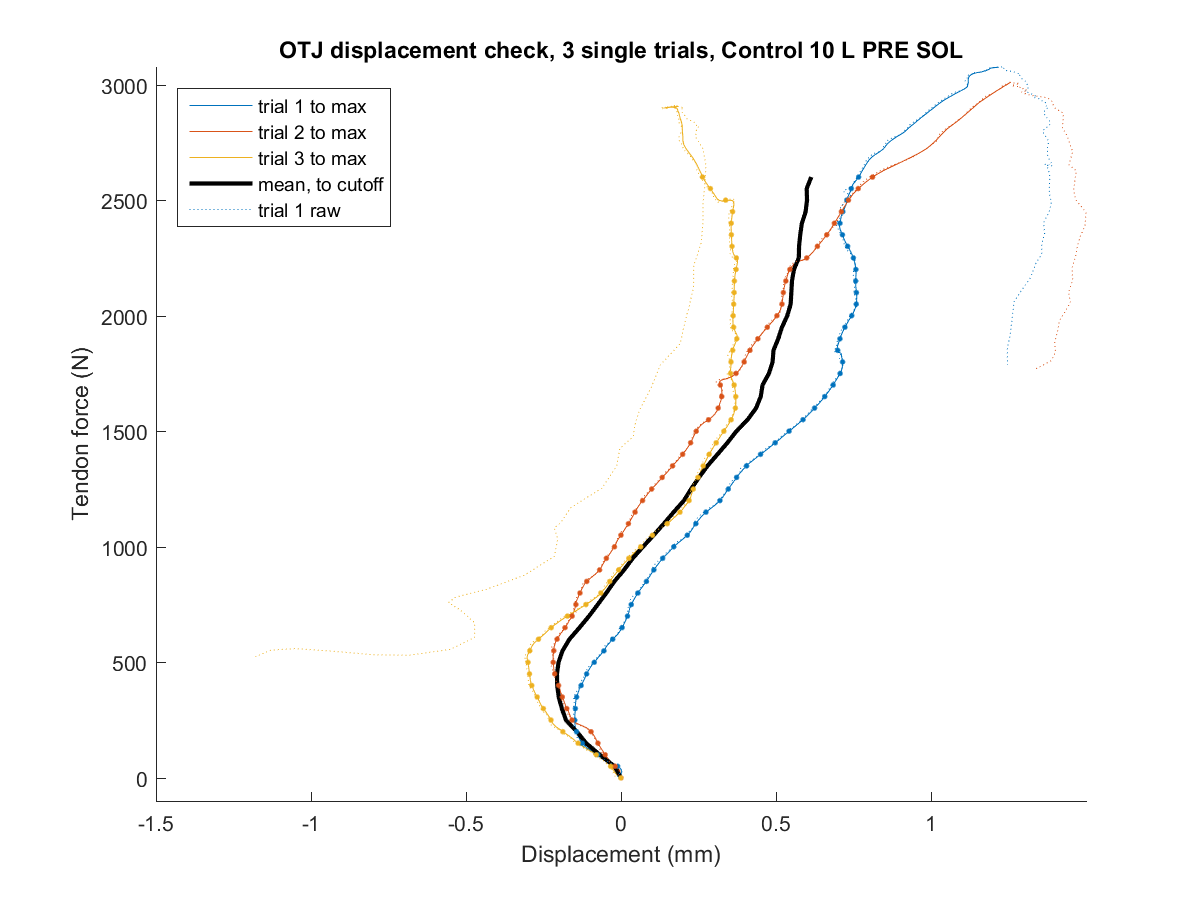 OTJ displacement check, 3 single trials, Control 10 L PRE SOL
3000
2500
2000
1500
1000
500
0
Tendon force (N)
trial 1 to max
trial 2 to max
trial 3 to max
mean, to cutoff
trial 1 raw
-1.5
-1
-0.5
0
0.5
1
Displacement (mm)